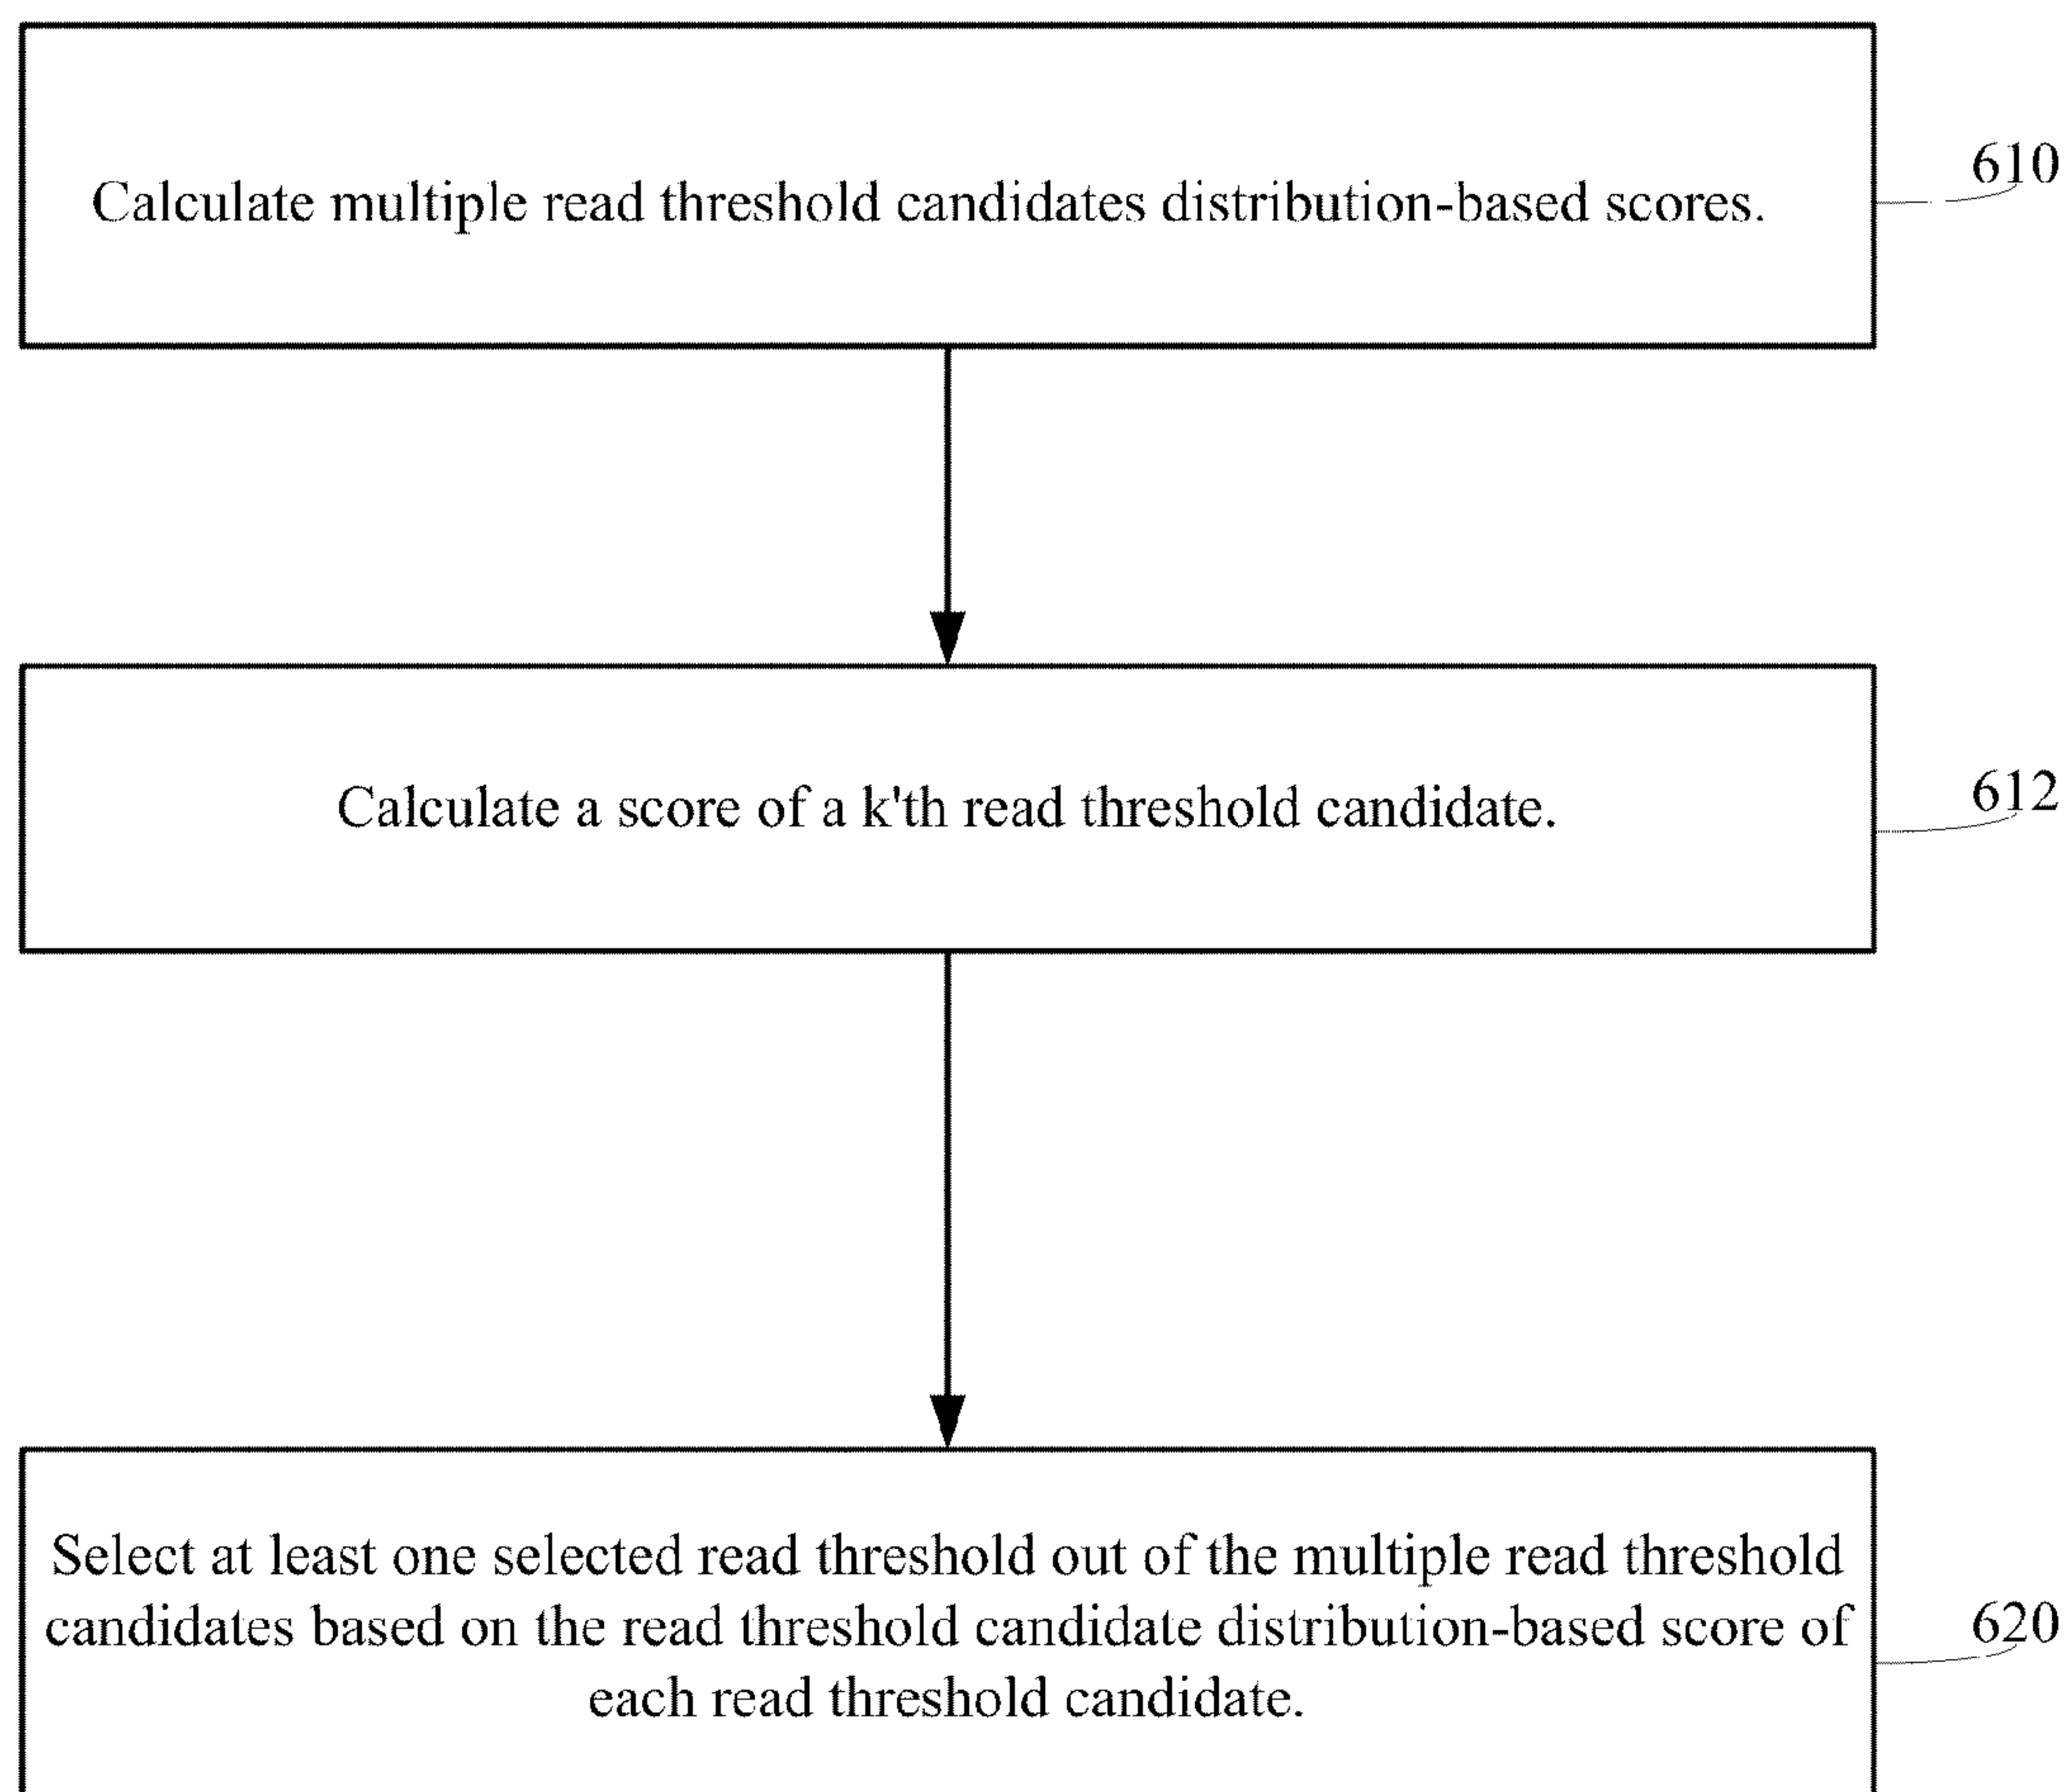 Calculate multiple read threshold candidates distribution-based scores.
610
Calculate a score of a k'th read threshold candidate.
612
Select at least one selected read threshold out of the multiple read threshold
candidates based on the read threshold candidate distribution-based score of
each read threshold candidate.
620